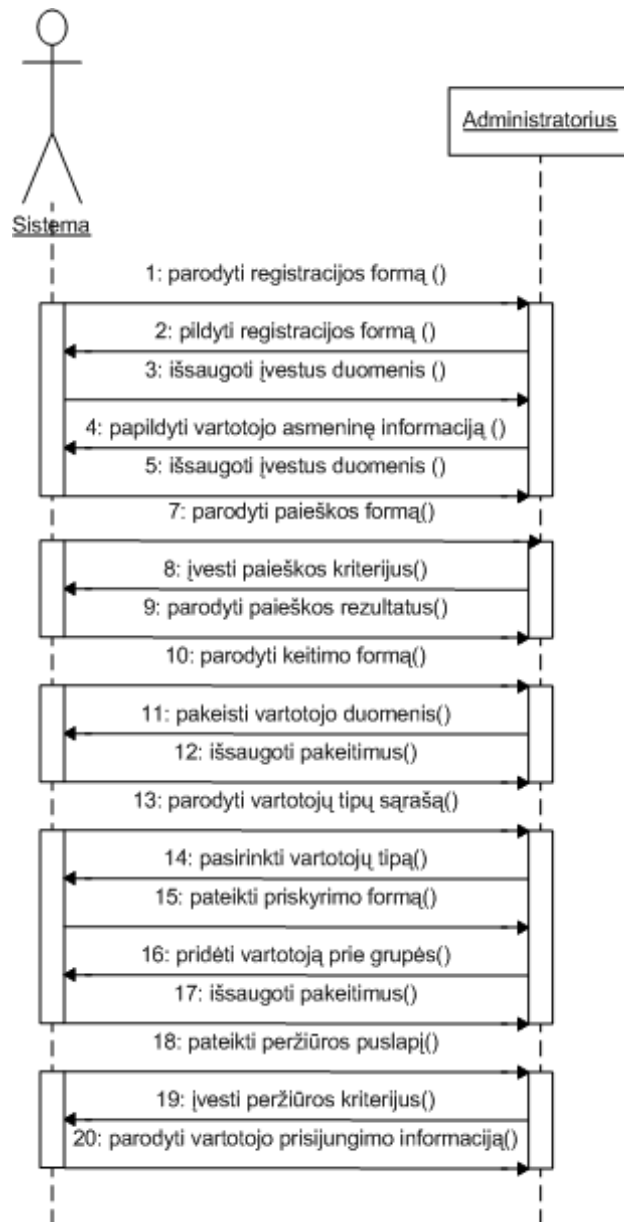 Administratorius
Sistema
1: parodyti registracijos formą ()
2: pildyti registracijos formą ()
3: išsaugoti įvestus duomenis ()
4: papildyti vartotojo asmeninę informaciją ()
5: išsaugoti įvestus duomenis ()
7: parodyti paieškos formą()
8: įvesti paieškos kriterijus()
9: parodyti paieškos rezultatus()
10: parodyti keitimo formą()
11: pakeisti vartotojo duomenis()
12: išsaugoti pakeitimus()
13: parodyti vartotojų tipų sąrašą()
14: pasirinkti vartotojų tipą()
15: pateikti priskyrimo formą()
16: pridėti vartotoją prie grupės()
17: išsaugoti pakeitimus()
18: pateikti peržiūros puslapį()
19: įvesti peržiūros kriterijus()
20: parodyti vartotojo prisijungimo informaciją()